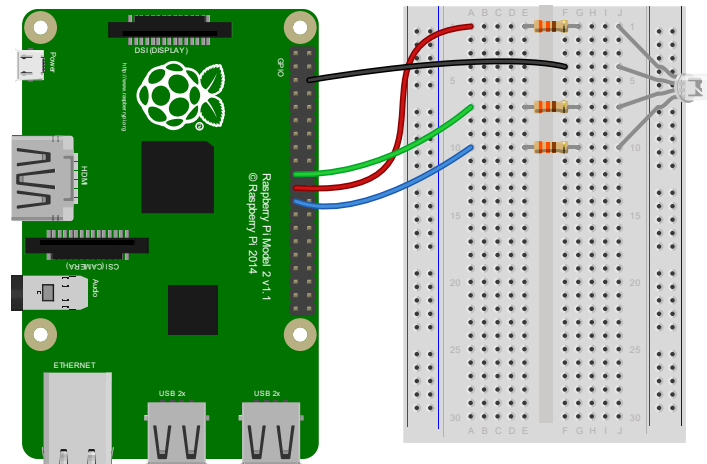 DSI (DISPLAY)
Power
http://www.raspberrypi.org
GPIO
HDMI
Raspberry Pi Model 2 v1.1
© Raspberry Pi 2014
CSI (CAMERA)
Audio
ETHERNET
USB 2x
USB 2x
A B C D E F G H I J
1 1
5 5
10 10
15 15
20 20
25 25
30 30
A B C D E F G H I J